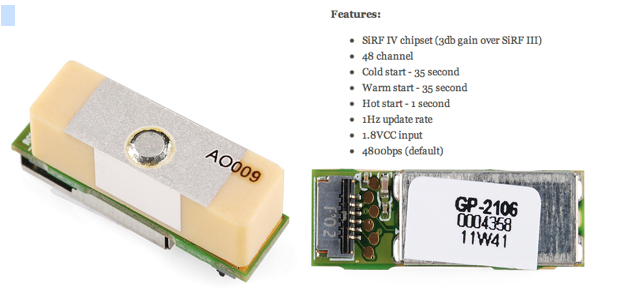 Features:
SiRF IV chipset (3db gain over SiRF III)
48 channel
Cold start - 35 second
Warm start - 35 second
Hot start - 1 second
1Hz update rate
1.8VCC input
4800bps (default)
AO009
GP-2106
0004358
11W41